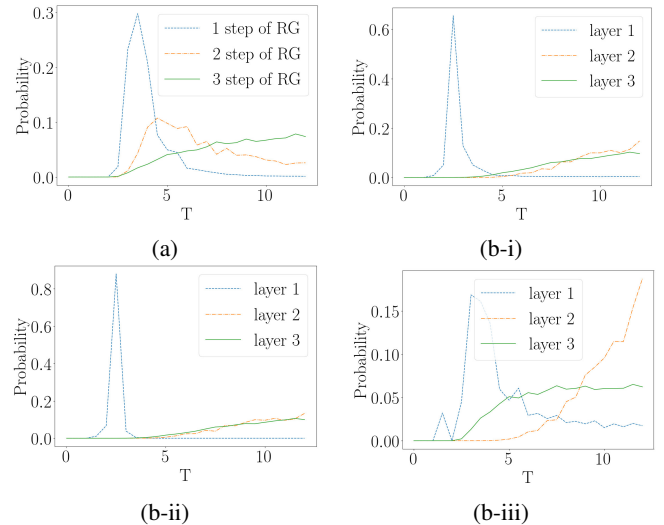 0.3
0.2
0.1
0.0
Probability
1 step of RG
2 step of RG
3 step of RG
0
5
10
T
(a)
0.6
0.4
0.2
0.0
Probability
layer 1
layer 2
layer 3
0
5
10
T
(b-i)
0.8
0.6
0.4
0.2
0.0
Probability
layer 1
layer 2
layer 3
0
5
10
T
(b-ii)
0.15
0.10
0.05
0.00
Probability
layer 1
layer 2
layer 3
0
5
10
T
(b-iii)